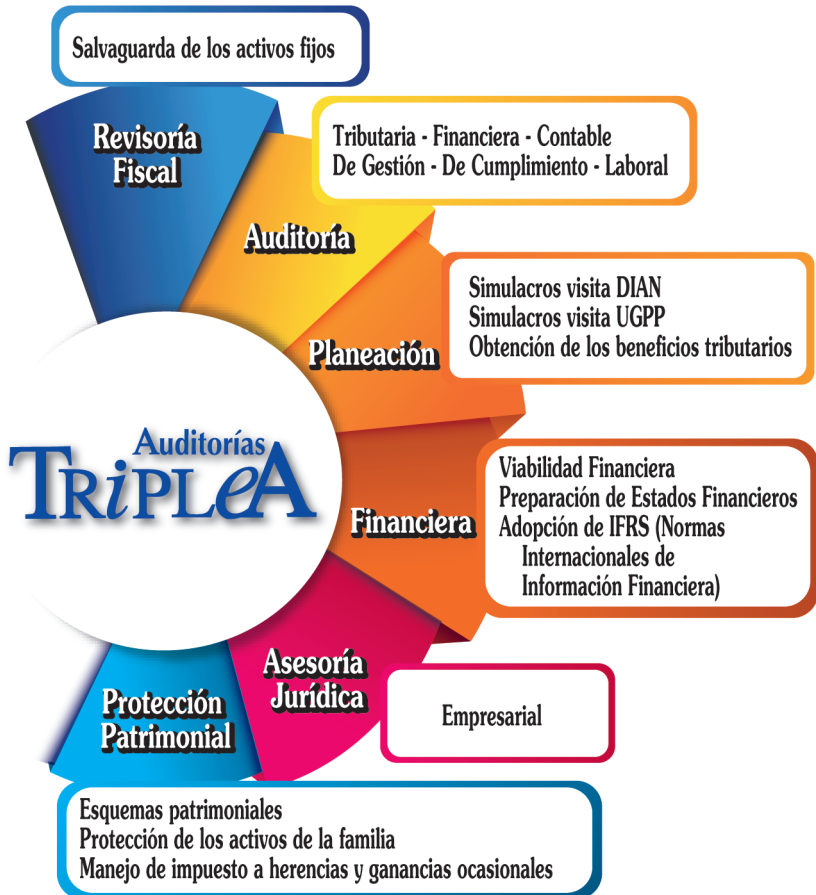 Salvaguarda de los activos fijos
Revisoría
Fiscal
Tributaria - Financiera - Contable
De Gestión - De Cumplimiento - Laboral
Auditoría
Simulacros visita DIAN
Simulacros visita UGPP
Obtención de los beneficios tributarios
Planeación
Auditorías
TRiPLeA
Viabilidad Financiera
Preparación de Estados Financieros
Adopción de IFRS (Normas
Internacionales de
Información Financiera)
Financiera
Asesoría
Jurídica
Empresarial
Protección
Patrimonial
Esquemas patrimoniales
Protección de los activos de la familia
Manejo de impuesto a herencias y ganancias ocasionales